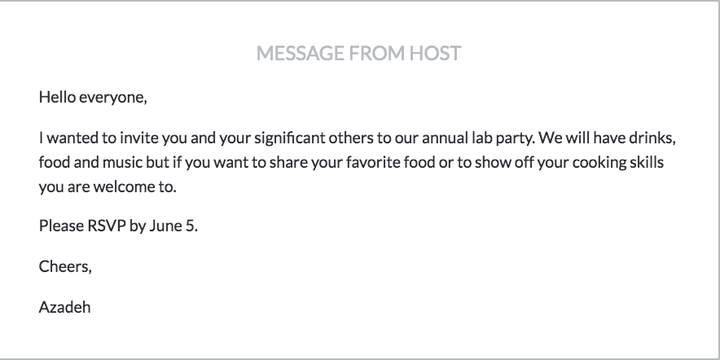 MESSAGE FROM HOST
Hello everyone,
I wanted to invite you and your significant others to our annual lab party. We will have drinks,
food and music but if you want to share your favorite food or to show off your cooking skills
you are welcome to.
Please RSVP by June 5.
Cheers,
Azadeh